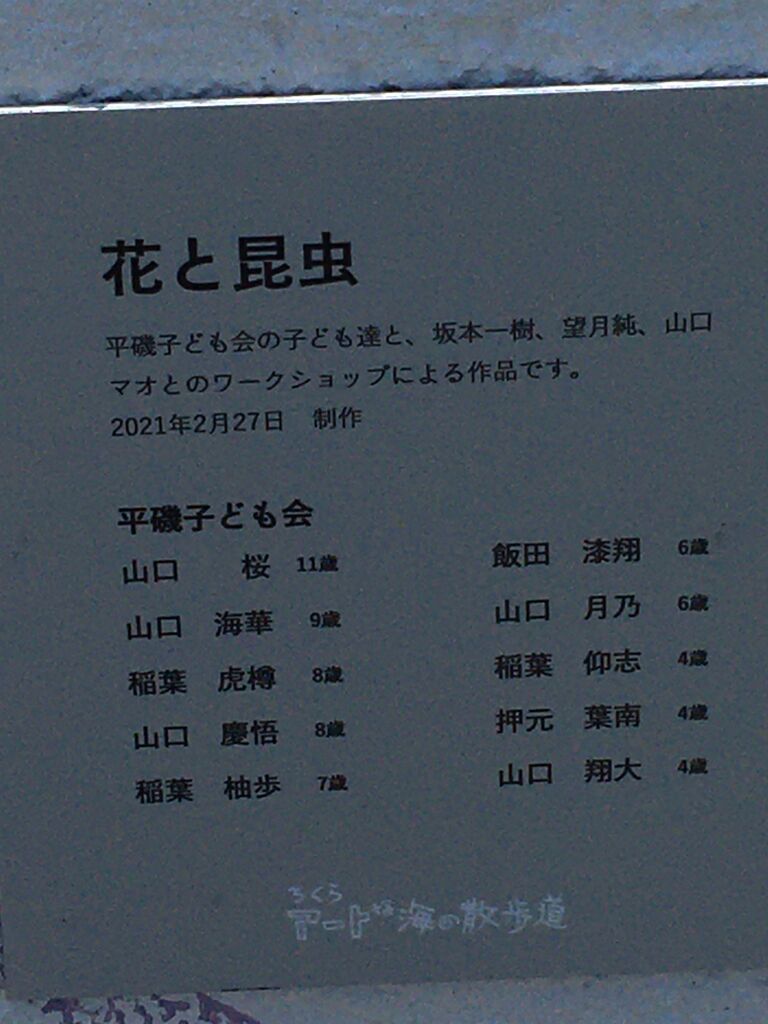 花と昆虫
平磯子ども会の子ども達と、坂本一樹、望月純、山口
マオとのワークショップによる作品です。
2021年2月27日　制作
平磯子ども会
山口　　桜　11歳
山口　海華　9歳
稲葉　虎樽　8歳
山口　慶悟　8歳
稲葉　柚歩　7歳
飯田　漆翔　6歳
山口　月乃　6歳
稲葉　仰志　4歳
押元　葉南　4歳
山口　翔大　4歳
ちくら
アート 海の散歩道